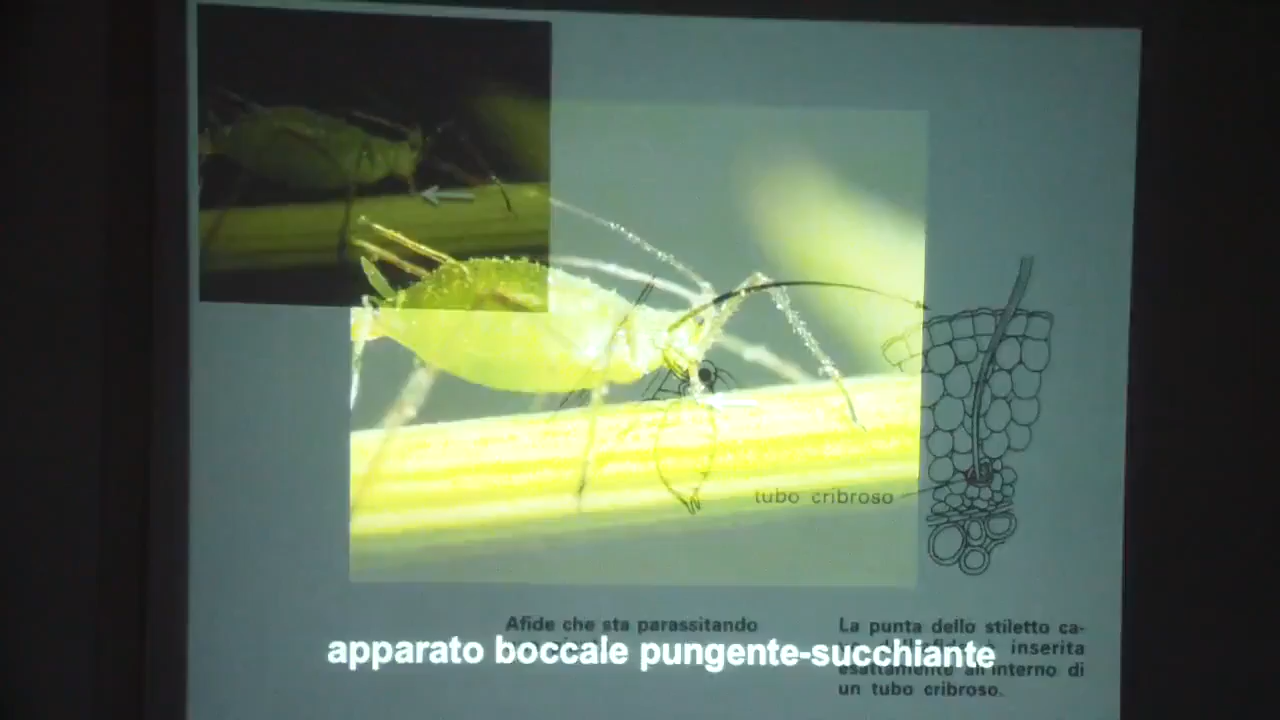 tubo cribroso
Afide che sta parassitando
apparato boccale pungente-succhiante
La punta dello stiletto ca-
inserita
esattamente all'interno di
un tubo cribroso.